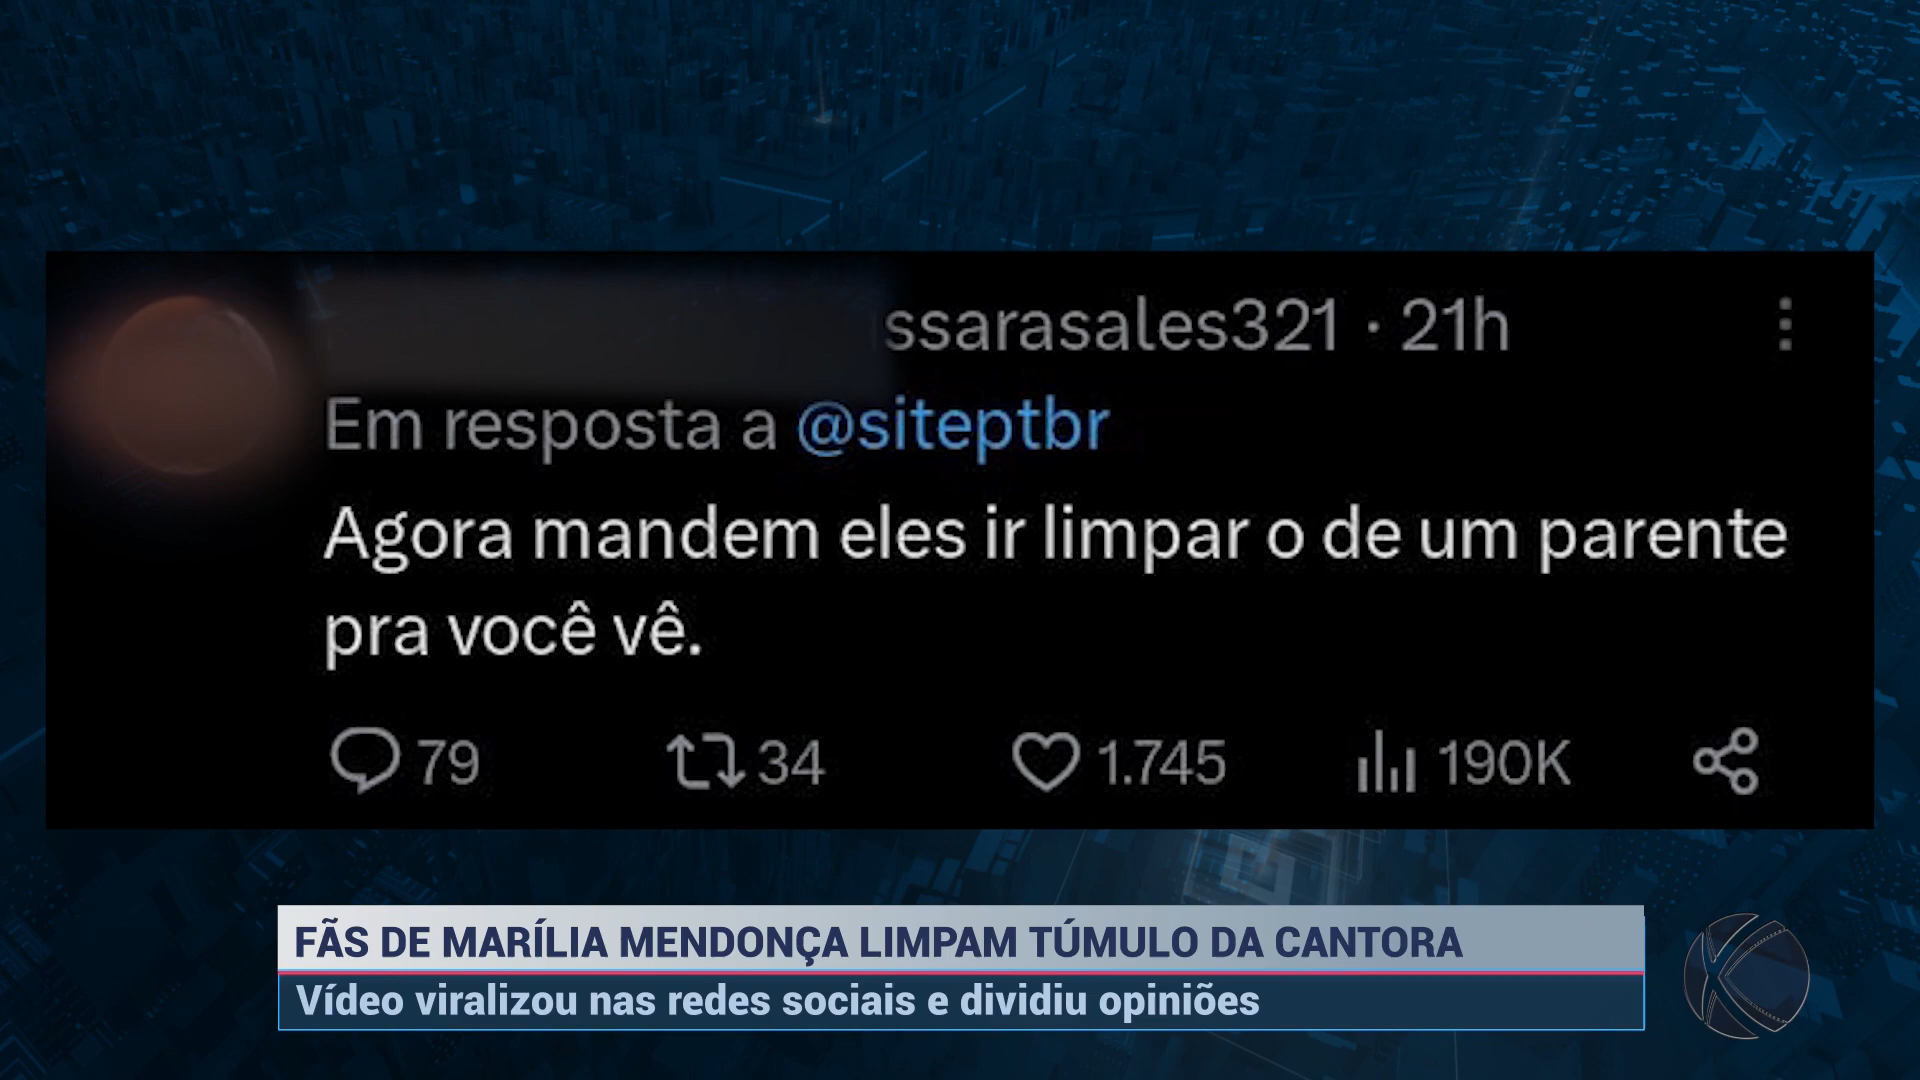 ssarasales321 · 21h
Em resposta a @siteptbr
Agora mandem eles ir limpar o de um parente
pra você vê.
79 34 1.745 190K
FÃS DE MARÍLIA MENDONÇA LIMPAM TÚMULO DA CANTORA
Vídeo viralizou nas redes sociais e dividiu opiniões